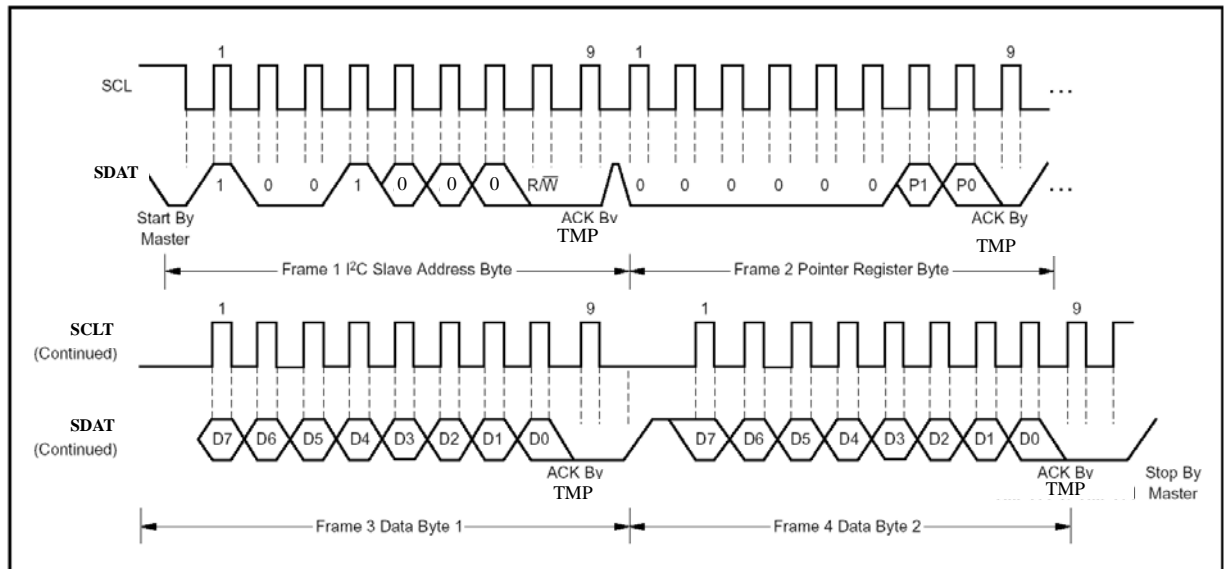 1 9 1 9
SCL ...
SDAT 1 0 0 1 0 0 0 R/W̅ 0 0 0 0 0 0 P1 P0 ...
Start By Master
ACK By TMP
ACK By TMP
Frame 1 I²C Slave Address Byte
Frame 2 Pointer Register Byte
1 9 1 9
SCLT
(Continued)
SDAT
(Continued)
D7 D6 D5 D4 D3 D2 D1 D0 D7 D6 D5 D4 D3 D2 D1 D0
ACK By TMP
ACK By TMP
Stop By Master
Frame 3 Data Byte 1
Frame 4 Data Byte 2